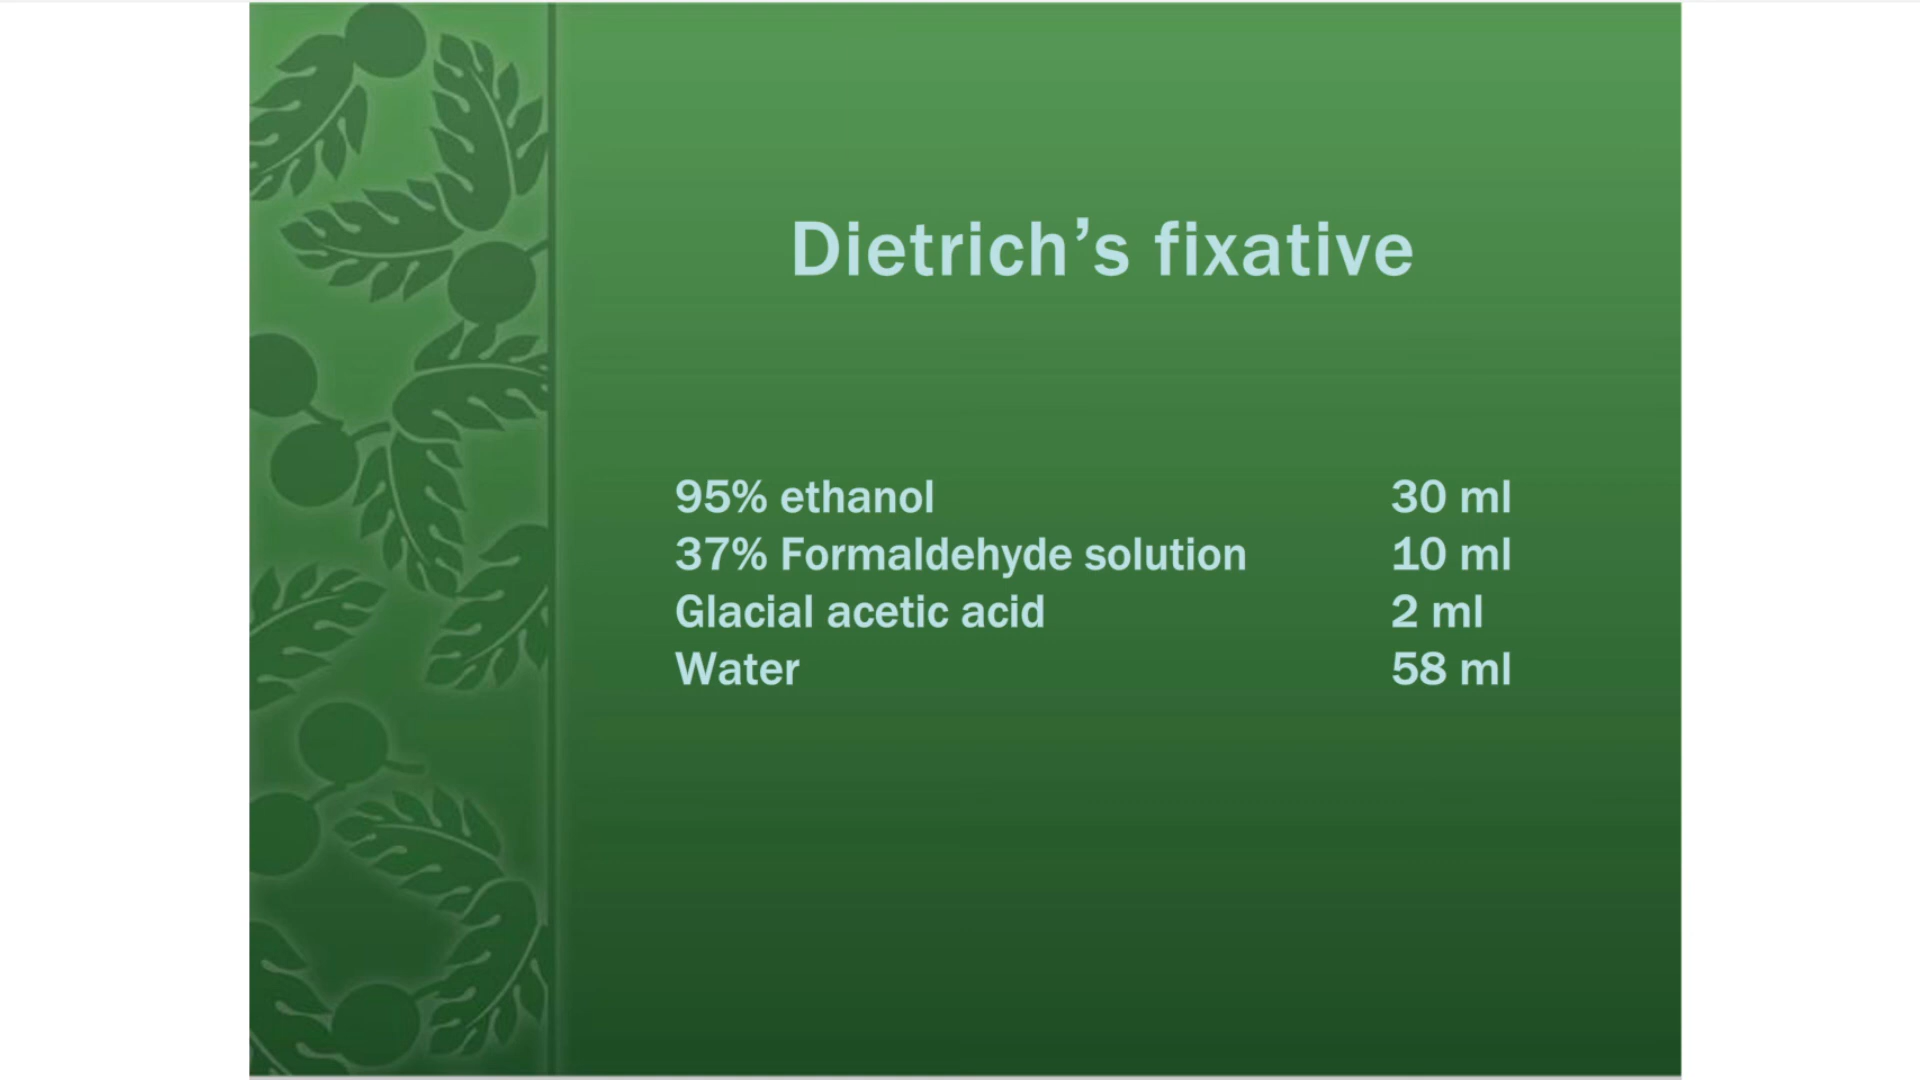 Dietrich’s fixative
95% ethanol 30 ml
37% Formaldehyde solution 10 ml
Glacial acetic acid 2 ml
Water 58 ml